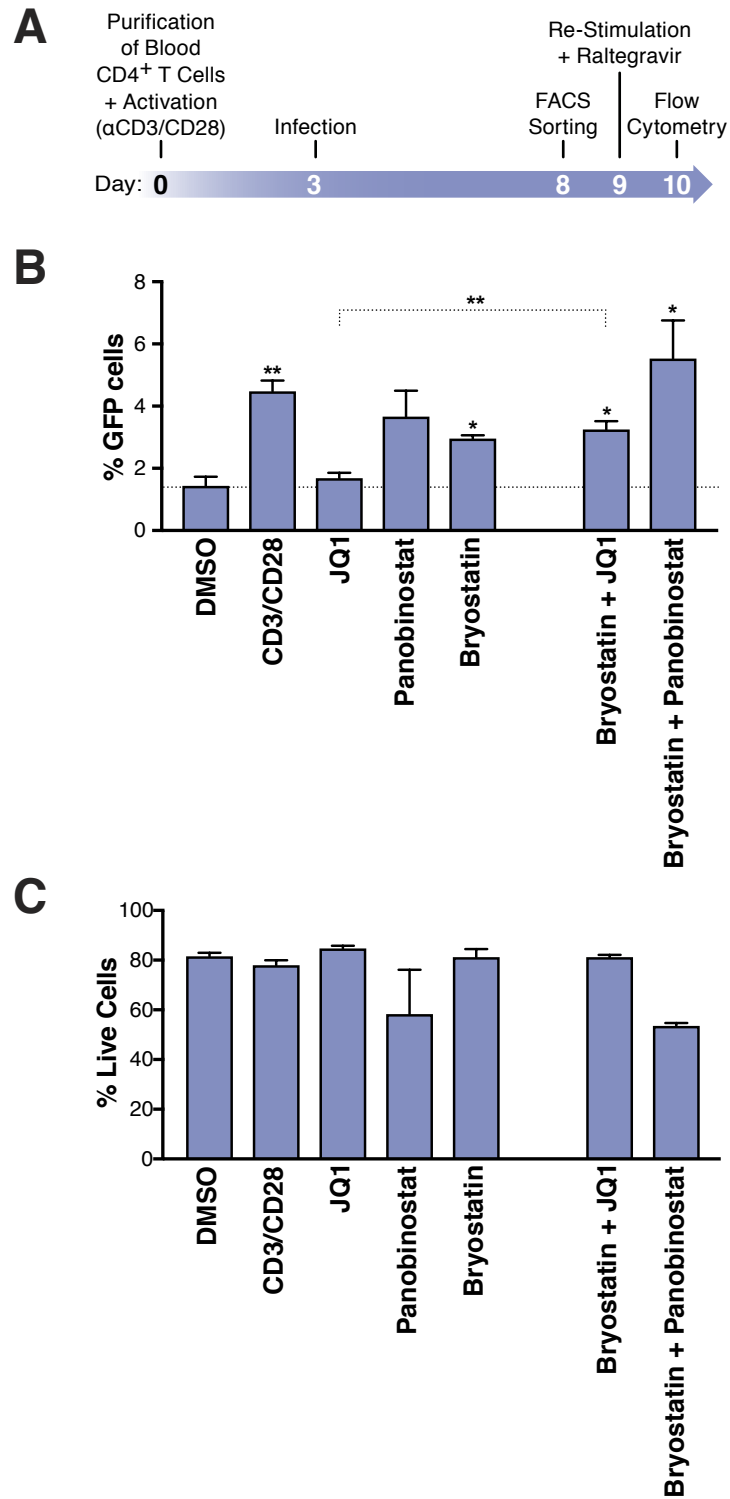 A
Purification
of Blood
CD4+ T Cells
+ Activation
(αCD3/CD28)
Infection
FACS
Sorting
Re-Stimulation
+ Raltegravir
Flow
Cytometry
Day: 0 3 8 9 10
B
% GFP cells
8
6
4
2
0
**
*
**
*
*
DMSO
CD3/CD28
JQ1
Panobinostat
Bryostatin
Bryostatin + JQ1
Bryostatin + Panobinostat
C
% Live Cells
100
80
60
40
20
0
DMSO
CD3/CD28
JQ1
Panobinostat
Bryostatin
Bryostatin + JQ1
Bryostatin + Panobinostat